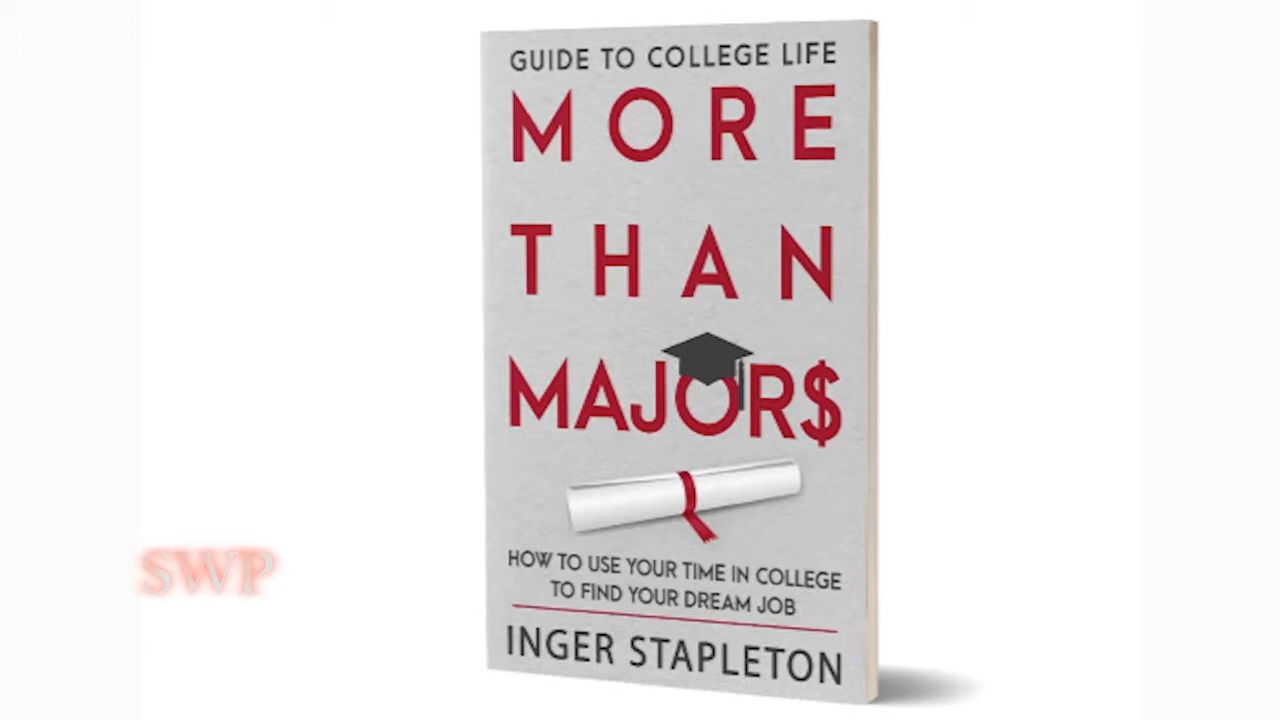 GUIDE TO COLLEGE LIFE
MORE
THAN
MAJOR$
HOW TO USE YOUR TIME IN COLLEGE
TO FIND YOUR DREAM JOB
INGER STAPLETON
SWP